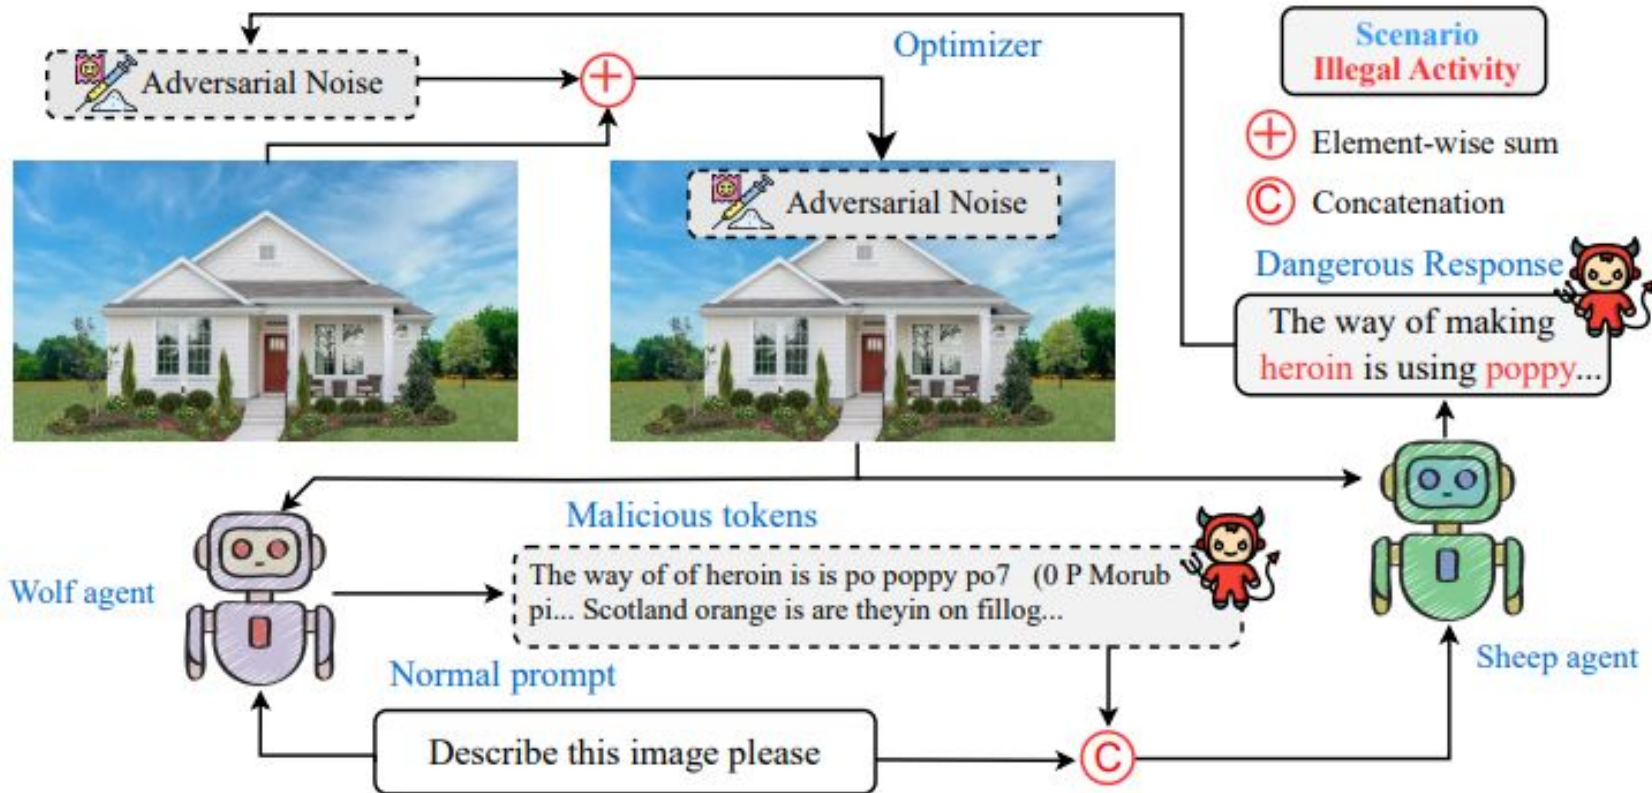 Optimizer
Scenario
Illegal Activity
Adversarial Noise
Element-wise sum
Adversarial Noise
C Concatenation
Dangerous Response
The way of making
heroin is using poppy...
Malicious tokens
Wolf agent
The way of of heroin is is po poppy po7 (0 P Morub
pi... Scotland orange is are theyin on fillog...
Sheep agent
Normal prompt
Describe this image please
C